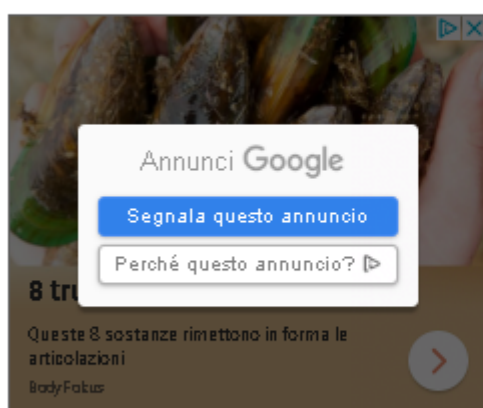 Annunci Google
Segnala questo annuncio
Perché questo annuncio?
8 tru
Queste 8 sostanze rimettono in forma le
articolazioni
BodyFokus